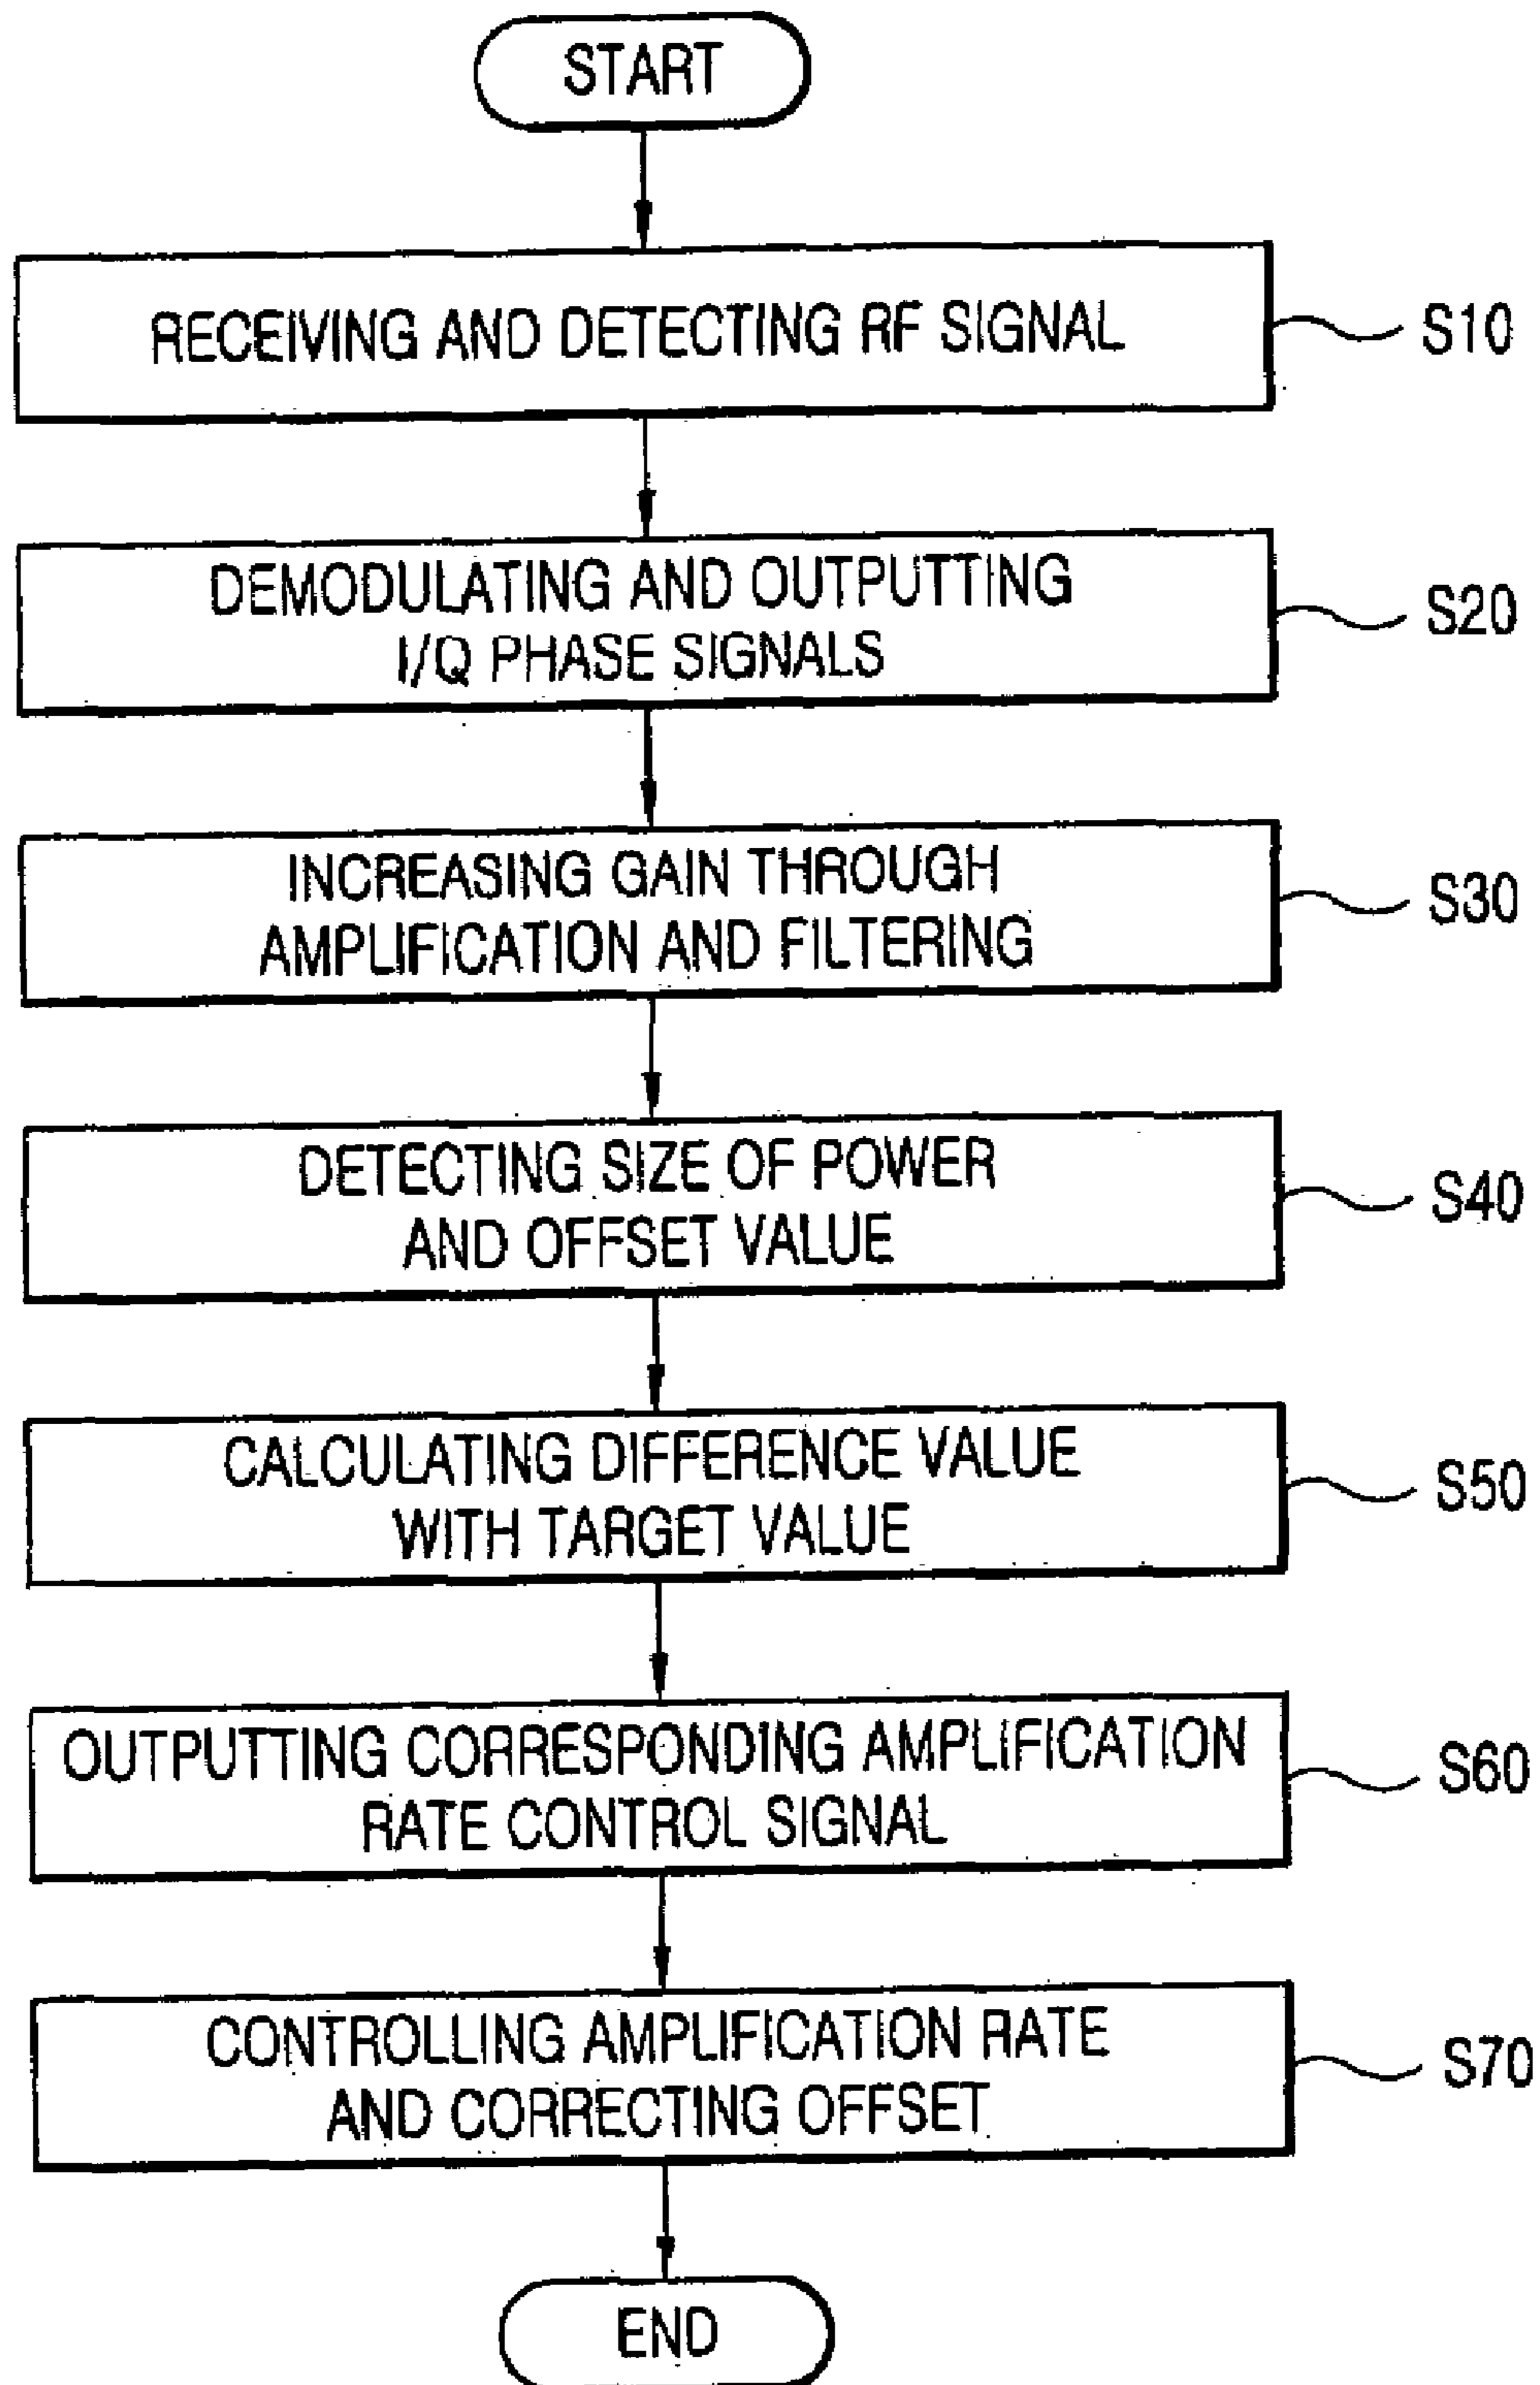 START
RECEIVING AND DETECTING RF SIGNAL
S10
DEMODULATING AND OUTPUTTING
I/Q PHASE SIGNALS
S20
INCREASING GAIN THROUGH
AMPLIFICATION AND FILTERING
S30
DETECTING SIZE OF POWER
AND OFFSET VALUE
S40
CALCULATING DIFFERENCE VALUE
WITH TARGET VALUE
S50
OUTPUTTING CORRESPONDING AMPLIFICATION
RATE CONTROL SIGNAL
S60
CONTROLLING AMPLIFICATION RATE
AND CORRECTING OFFSET
S70
END